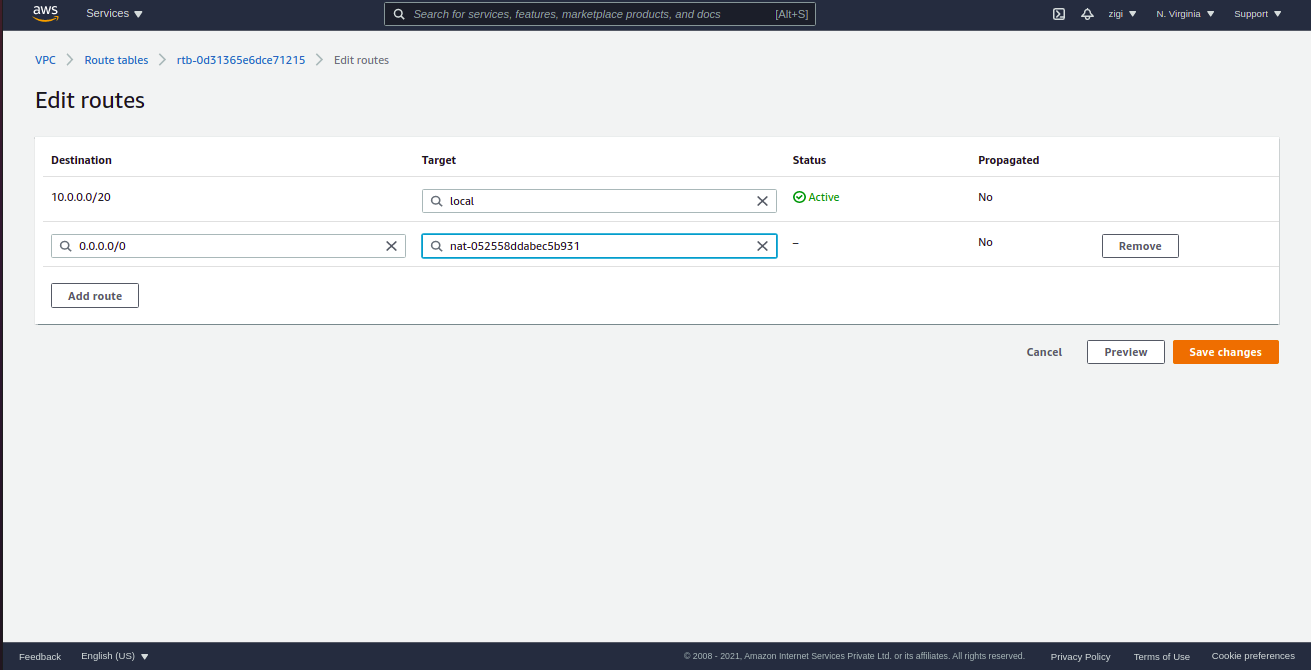 aws Services Search for services, features, marketplace products, and docs [Alt+S] zigi N. Virginia Support
VPC Route tables rtb-0d31365e6dce71215 Edit routes
Edit routes
Destination Target Status Propagated
10.0.0.0/20 local Active No
0.0.0.0/0 nat-052558ddabec5b931 – No Remove
Add route
Cancel Preview Save changes
Feedback English (US) © 2008 - 2021, Amazon Internet Services Private Ltd. or its affiliates. All rights reserved. Privacy Policy Terms of Use Cookie preferences